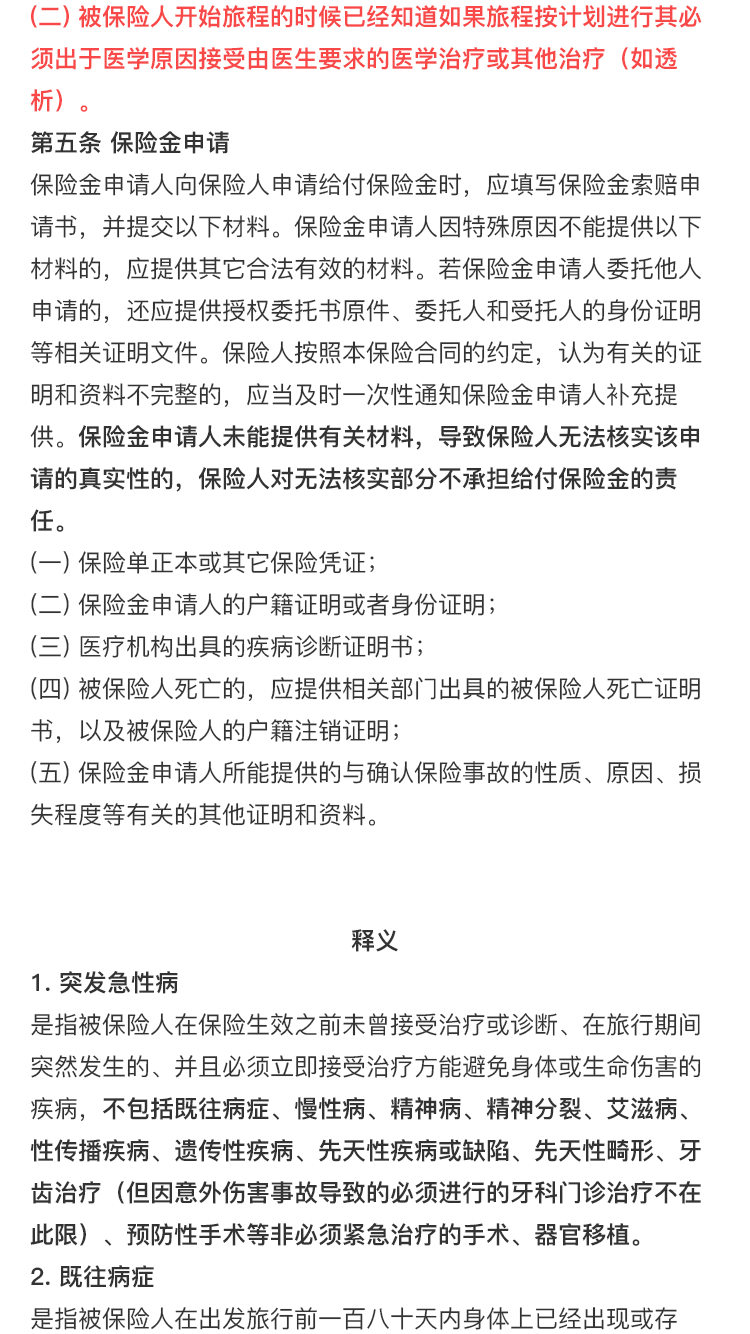 (二) 被保险人开始旅程的时候已经知道如果旅程按计划进行其必
须出于医学原因接受由医生要求的医学治疗或其他治疗（如透
析）。
第五条 保险金申请
保险金申请人向保险人申请给付保险金时，应填写保险金索赔申
请书，并提交以下材料。保险金申请人因特殊原因不能提供以下
材料的，应提供其它合法有效的材料。若保险金申请人委托他人
申请的，还应提供授权委托书原件、委托人和受托人的身份证明
等相关证明文件。保险人按照本保险合同的约定，认为有关的证
明和资料不完整的，应当及时一次性通知保险金申请人补充提
供。保险金申请人未能提供有关材料，导致保险人无法核实该申
请的真实性的，保险人对无法核实部分不承担给付保险金的责
任。
(一) 保险单正本或其它保险凭证；
(二) 保险金申请人的户籍证明或者身份证明；
(三) 医疗机构出具的疾病诊断证明书；
(四) 被保险人死亡的，应提供相关部门出具的被保险人死亡证明
书，以及被保险人的户籍注销证明；
(五) 保险金申请人所能提供的与确认保险事故的性质、原因、损
失程度等有关的其他证明和资料。
释义
1. 突发急性病
是指被保险人在保险生效之前未曾接受治疗或诊断、在旅行期间
突然发生的、并且必须立即接受治疗方能避免身体或生命伤害的
疾病，不包括既往病症、慢性病、精神病、精神分裂、艾滋病、
性传播疾病、遗传性疾病、先天性疾病或缺陷、先天性畸形、牙
齿治疗（但因意外伤害事故导致的必须进行的牙科门诊治疗不在
此限）、预防性手术等非必须紧急治疗的手术、器官移植。
2. 既往病症
是指被保险人在出发旅行前一百八十天内身体上已经出现或存